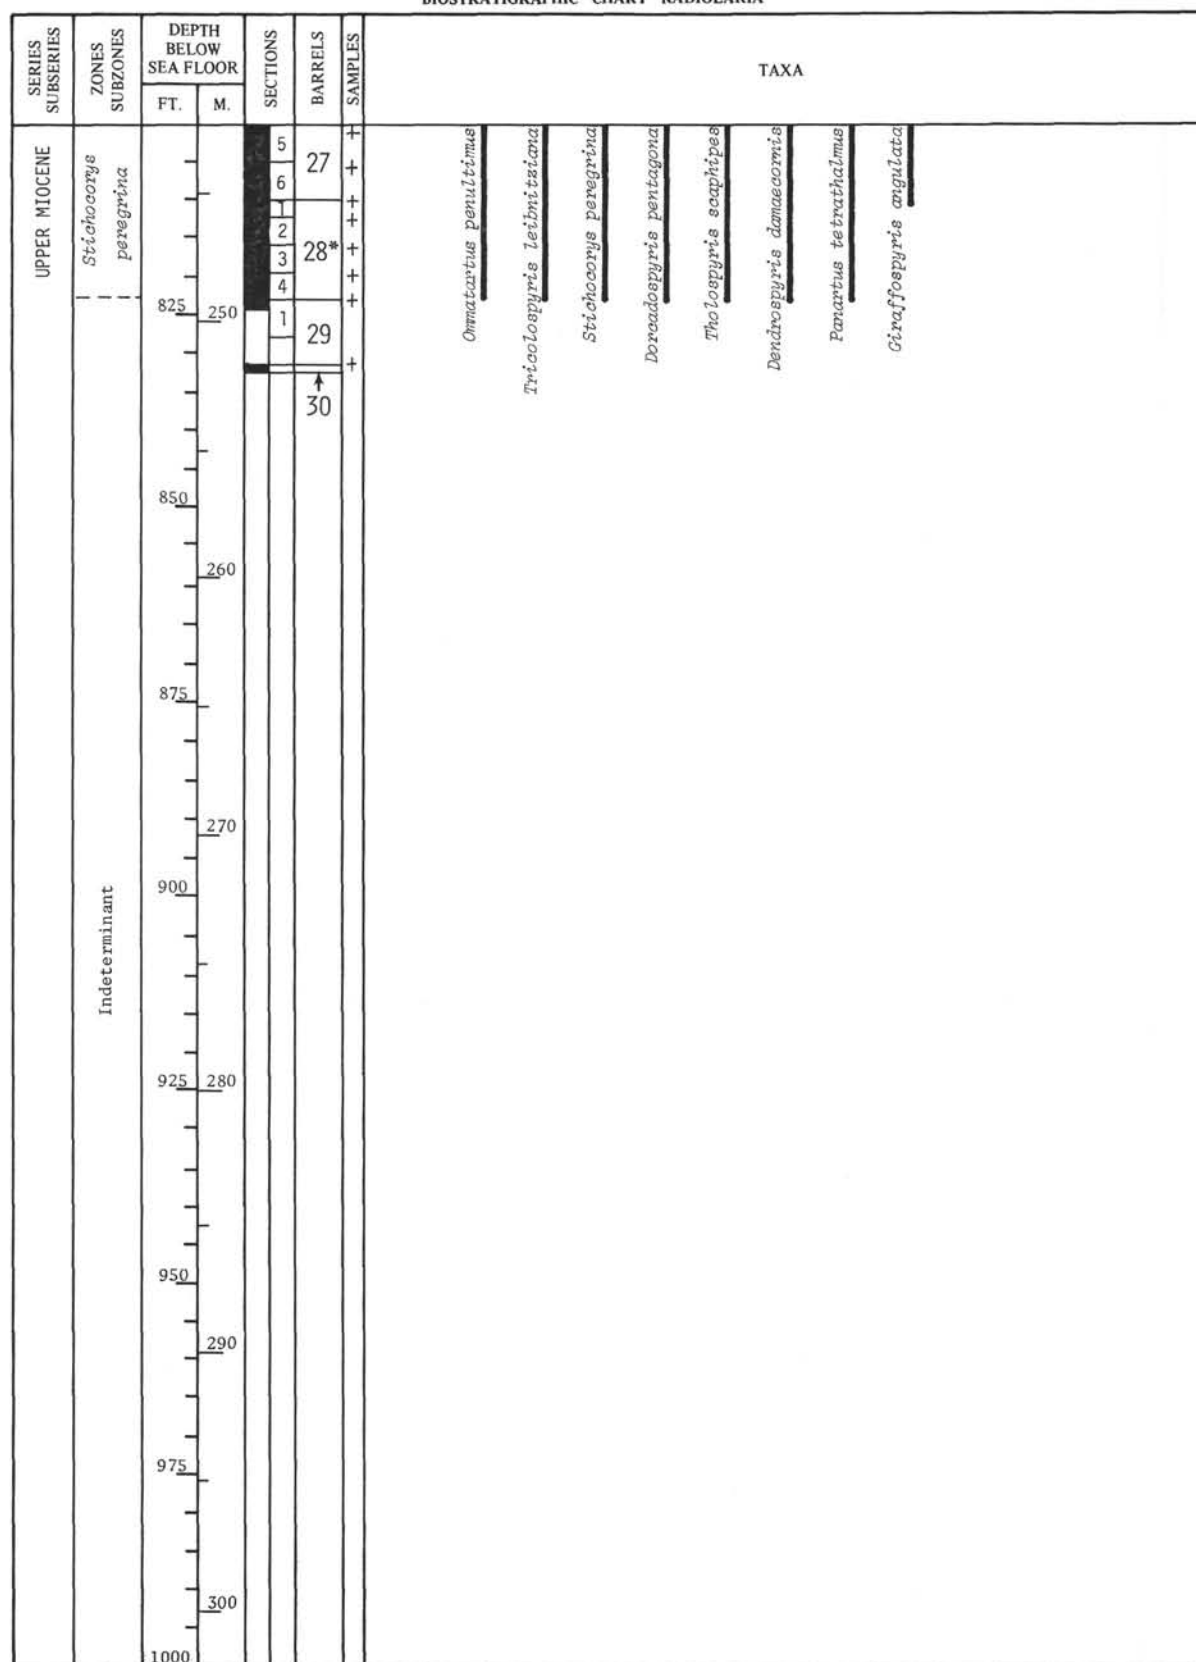 BIOSTRATIGRAPHIC CHART RADIOLARIA
SERIES
SUBSERIES
ZONES
SUBZONES
DEPTH
BELOW
SEA FLOOR
FT.
M.
SECTIONS
BARRELS
SAMPLES
TAXA
UPPER MIOCENE
Stichocorys
peregrina
Indeterminant
825
850
875
900
925
950
975
1000
250
260
270
280
290
300
5
6
1
2
3
4
1
27
28*
29
30
Ommatartus penultimus
Tricolospyris leibnitziana
Stichocorys peregrina
Dorcadospyris pentagona
Tholospyris scaphipes
Dendrospyris damaecornis
Panartus tetrathalmus
Giraffospyris angulata